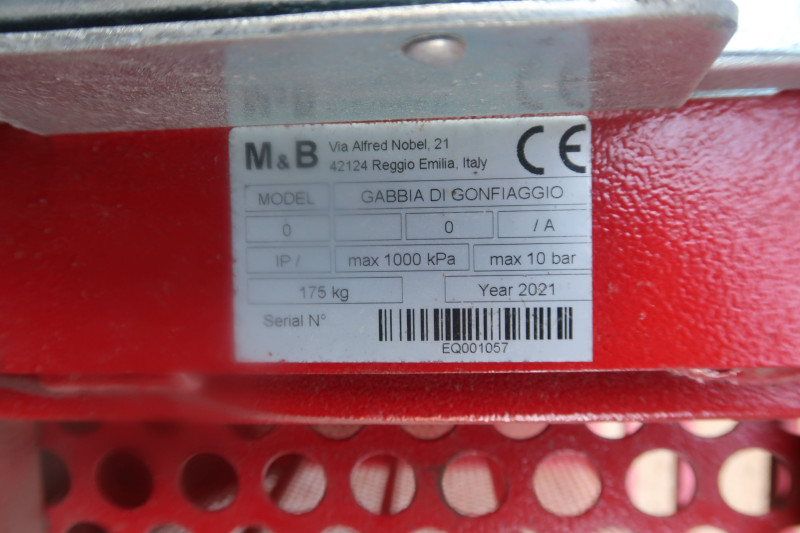 M&B Via Alfred Nobel, 21
42124 Reggio Emilia, Italy
CE
MODEL GABBIA DI GONFIAGGIO
0 0 / A
IP / max 1000 kPa max 10 bar
175 kg Year 2021
Serial N°
EQ001057